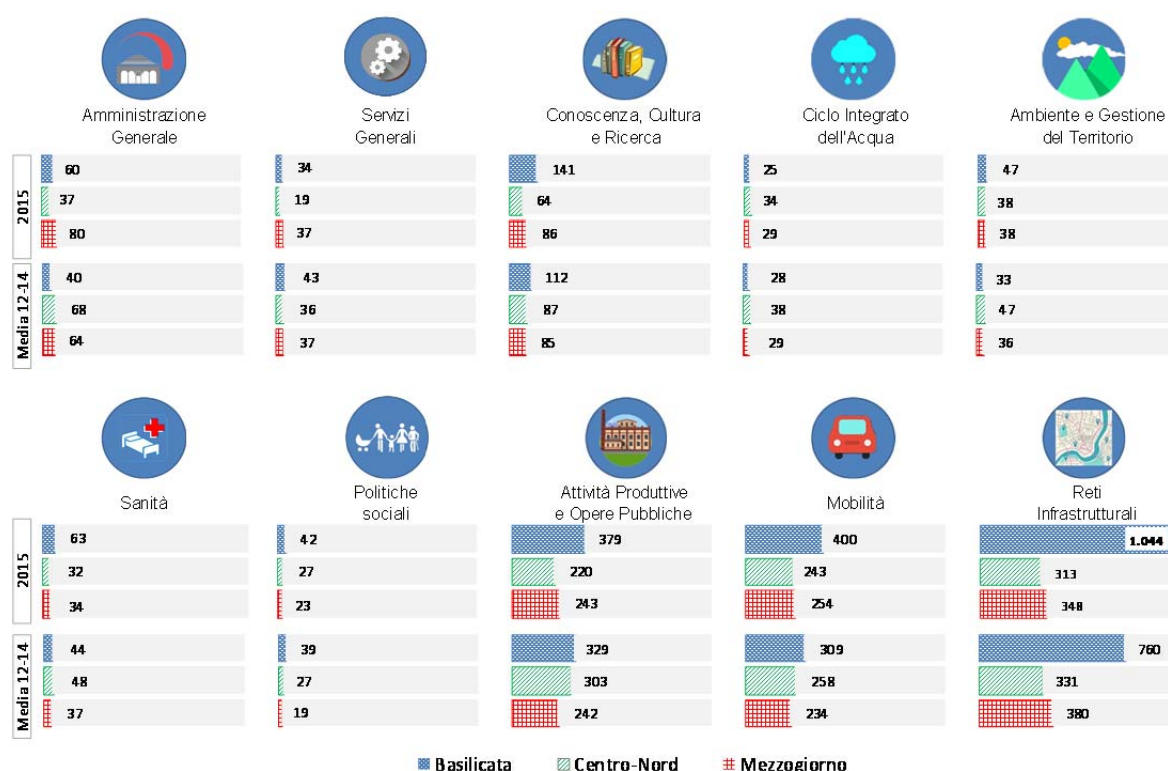 Amministrazione
Generale
Servizi
Generali
Conoscenza, Cultura
e Ricerca
Ciclo Integrato
dell'Acqua
Ambiente e Gestione
del Territorio
2015
60
37
80
34
19
37
141
64
86
25
34
29
47
38
38
Media 12-14
40
68
64
43
36
37
112
87
85
28
38
29
33
47
36
Sanità
Politiche
sociali
Attività Produttive
e Opere Pubbliche
Mobilità
Reti
Infrastrutturali
2015
63
32
34
42
27
23
379
220
243
400
243
254
1.044
313
348
Media 12-14
44
48
37
39
27
19
329
303
242
309
258
234
760
331
380
Basilicata
Centro-Nord
Mezzogiorno